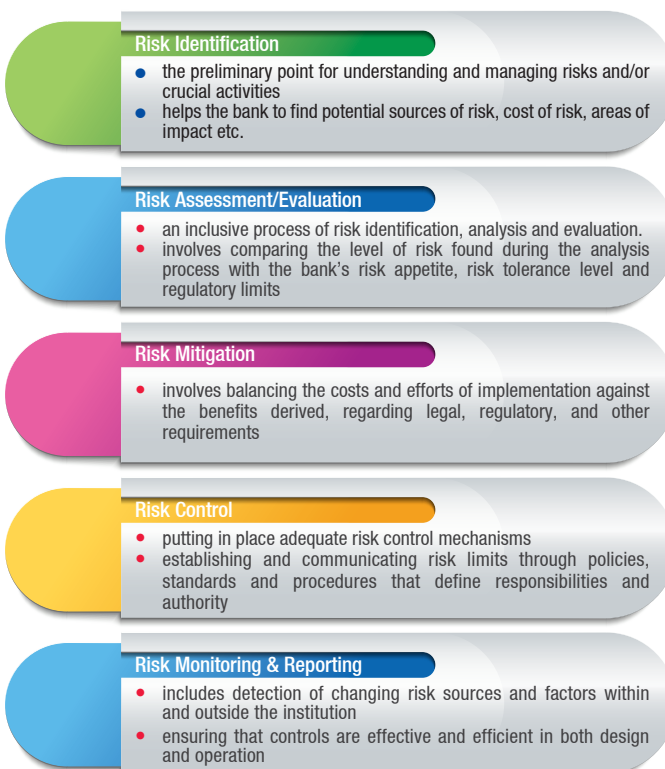 Risk Identification
• the preliminary point for understanding and managing risks and/or
crucial activities
• helps the bank to find potential sources of risk, cost of risk, areas of
impact etc.
Risk Assessment/Evaluation
• an inclusive process of risk identification, analysis and evaluation.
• involves comparing the level of risk found during the analysis
process with the bank's risk appetite, risk tolerance level and
regulatory limits
Risk Mitigation
• involves balancing the costs and efforts of implementation against
the benefits derived, regarding legal, regulatory, and other
requirements
Risk Control
• putting in place adequate risk control mechanisms
• establishing and communicating risk limits through policies,
standards and procedures that define responsibilities and
authority
Risk Monitoring & Reporting
• includes detection of changing risk sources and factors within
and outside the institution
• ensuring that controls are effective and efficient in both design
and operation